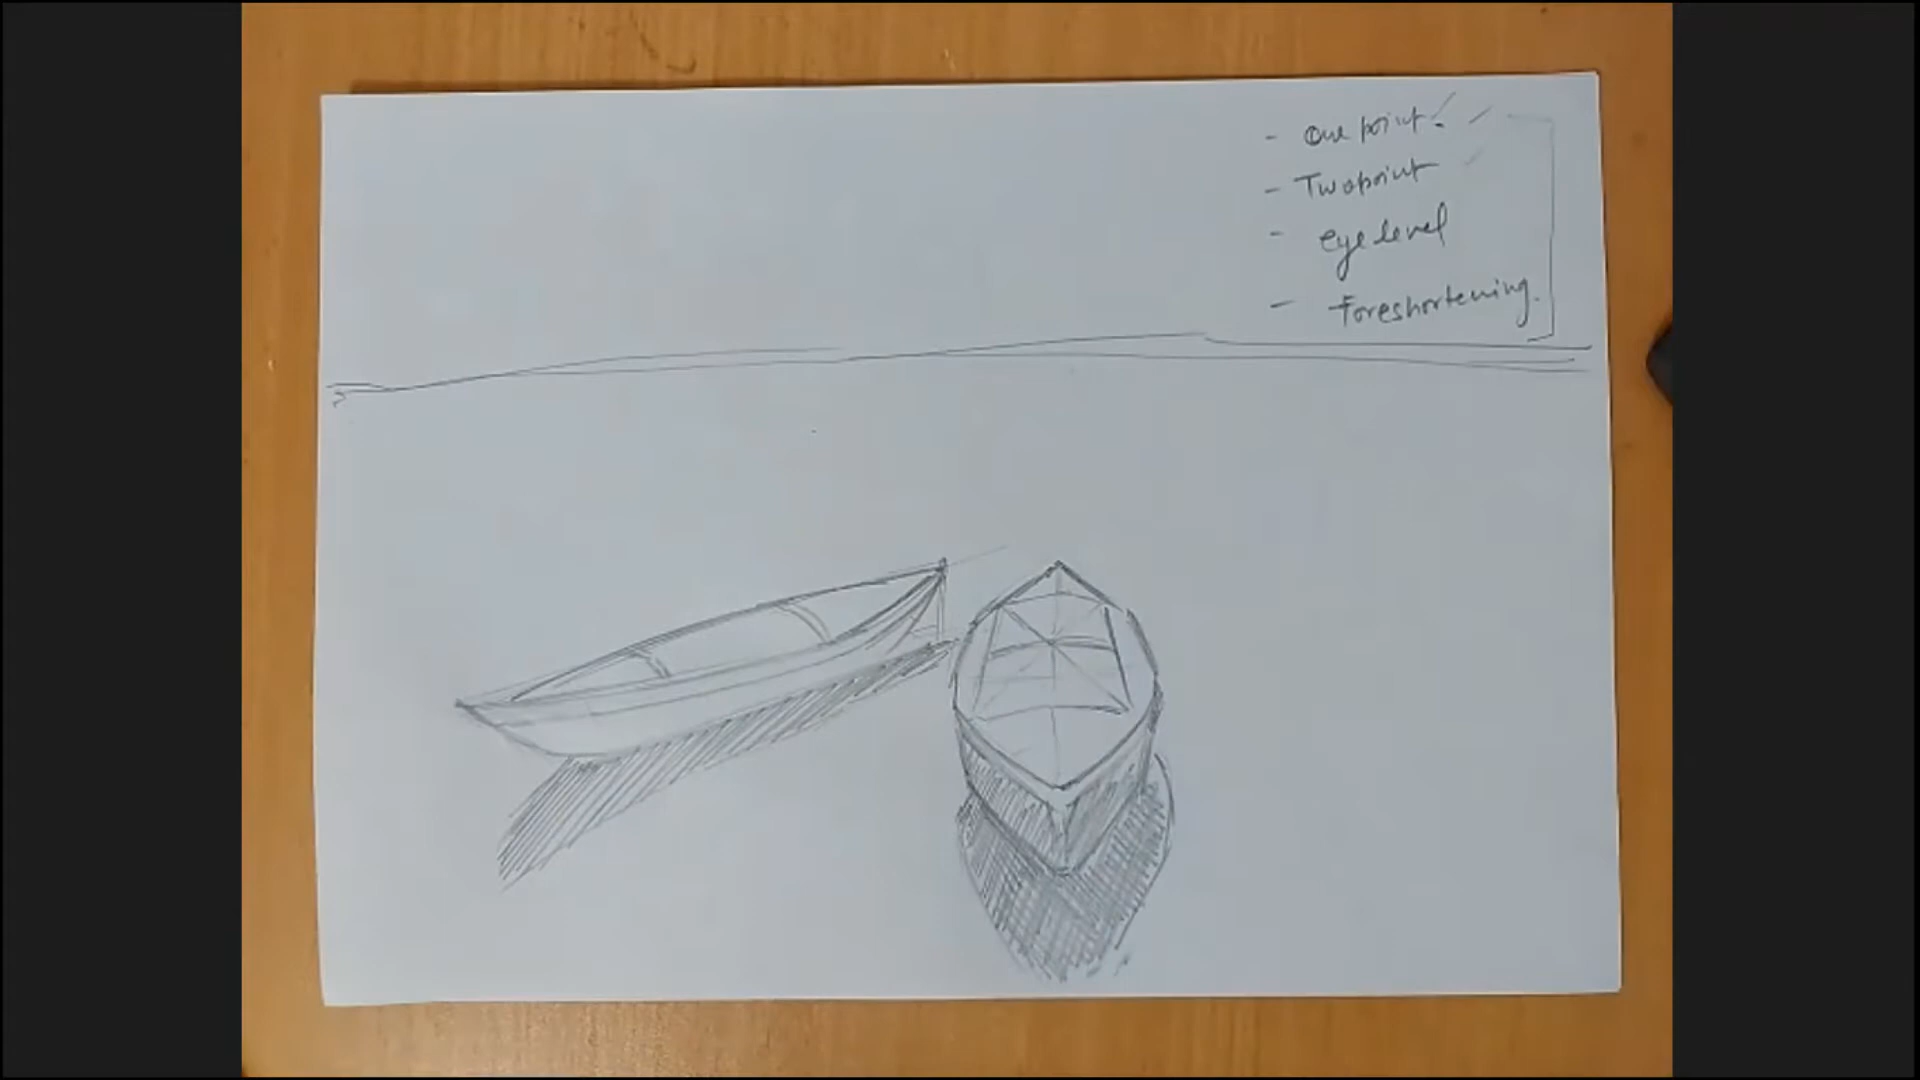 - One point.
- Two point
- eye level
- Foreshortening.